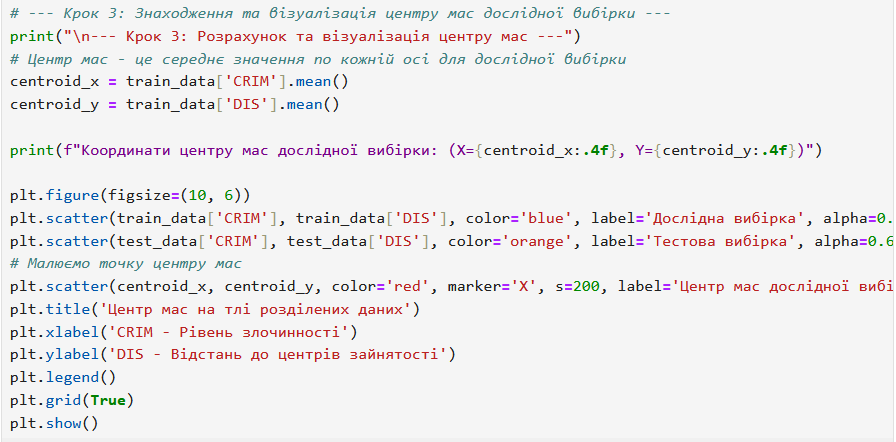 # --- Крок 3: Знаходження та візуалізація центру мас дослідної вибірки ---
print("\n--- Крок 3: Розрахунок та візуалізація центру мас ---")
# Центр мас - це середнє значення по кожній осі для дослідної вибірки
centroid_x = train_data['CRIM'].mean()
centroid_y = train_data['DIS'].mean()
print(f"Координати центру мас дослідної вибірки: (X={centroid_x:.4f}, Y={centroid_y:.4f})")
plt.figure(figsize=(10, 6))
plt.scatter(train_data['CRIM'], train_data['DIS'], color='blue', label='Дослідна вибірка', alpha=0.
plt.scatter(test_data['CRIM'], test_data['DIS'], color='orange', label='Тестова вибірка', alpha=0.6
# Малюємо точку центру мас
plt.scatter(centroid_x, centroid_y, color='red', marker='X', s=200, label='Центр мас дослідної вибі
plt.title('Центр мас на тлі розділених даних')
plt.xlabel('CRIM - Рівень злочинності')
plt.ylabel('DIS - Відстань до центрів зайнятості')
plt.legend()
plt.grid(True)
plt.show()